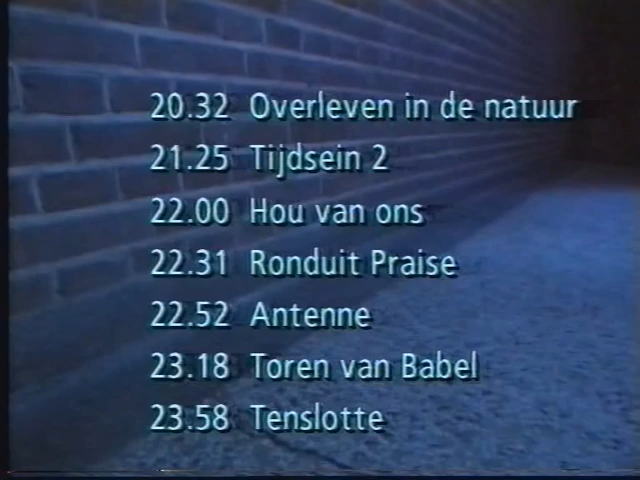 20.32 Overleven in de natuur
21.25 Tijdsein 2
22.00 Hou van ons
22.31 Ronduit Praise
22.52 Antenne
23.18 Toren van Babel
23.58 Tenslotte